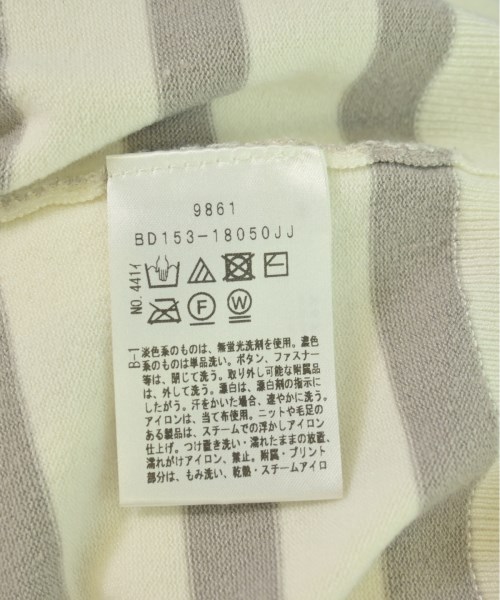 9861
BD153-18050JJ
NO.441イ
F
W
B-1
淡色系のものは、無蛍光洗剤を使用。濃色
系のものは単品洗い。ボタン、ファスナー
等は、閉じて洗う。取り外し可能な附属品
は、外して洗う。漂白は、漂白剤の指示に
したがう。汗をかいた場合、速やかに洗う。
アイロンは、当て布使用。ニットや毛足の
ある製品は、スチームでの浮かしアイロン
仕上げ。つけ置き洗い・濡れたままの放置、
濡れがけアイロン、禁止。附属・プリント
部分は、もみ洗い、乾熱・スチームアイロ